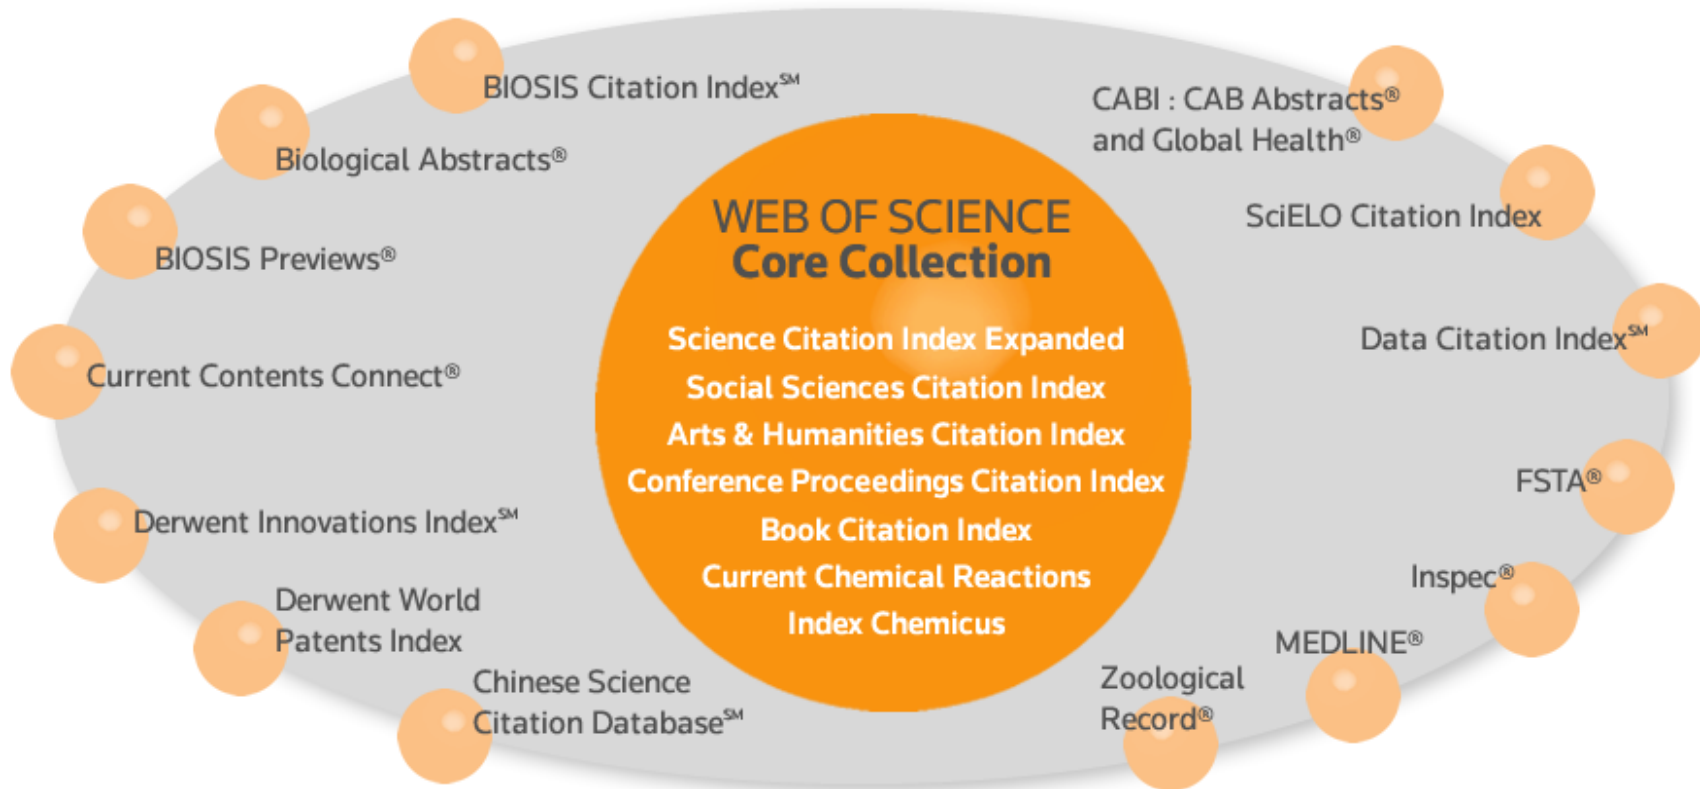 BIOSIS Citation Index℠
Biological Abstracts®
BIOSIS Previews®
Current Contents Connect®
Derwent Innovations Index℠
Derwent World
Patents Index
Chinese Science
Citation Database℠
WEB OF SCIENCE
Core Collection
Science Citation Index Expanded
Social Sciences Citation Index
Arts & Humanities Citation Index
Conference Proceedings Citation Index
Book Citation Index
Current Chemical Reactions
Index Chemicus
CABI : CAB Abstracts®
and Global Health®
SciELO Citation Index
Data Citation Index℠
FSTA®
Inspec®
MEDLINE®
Zoological
Record®